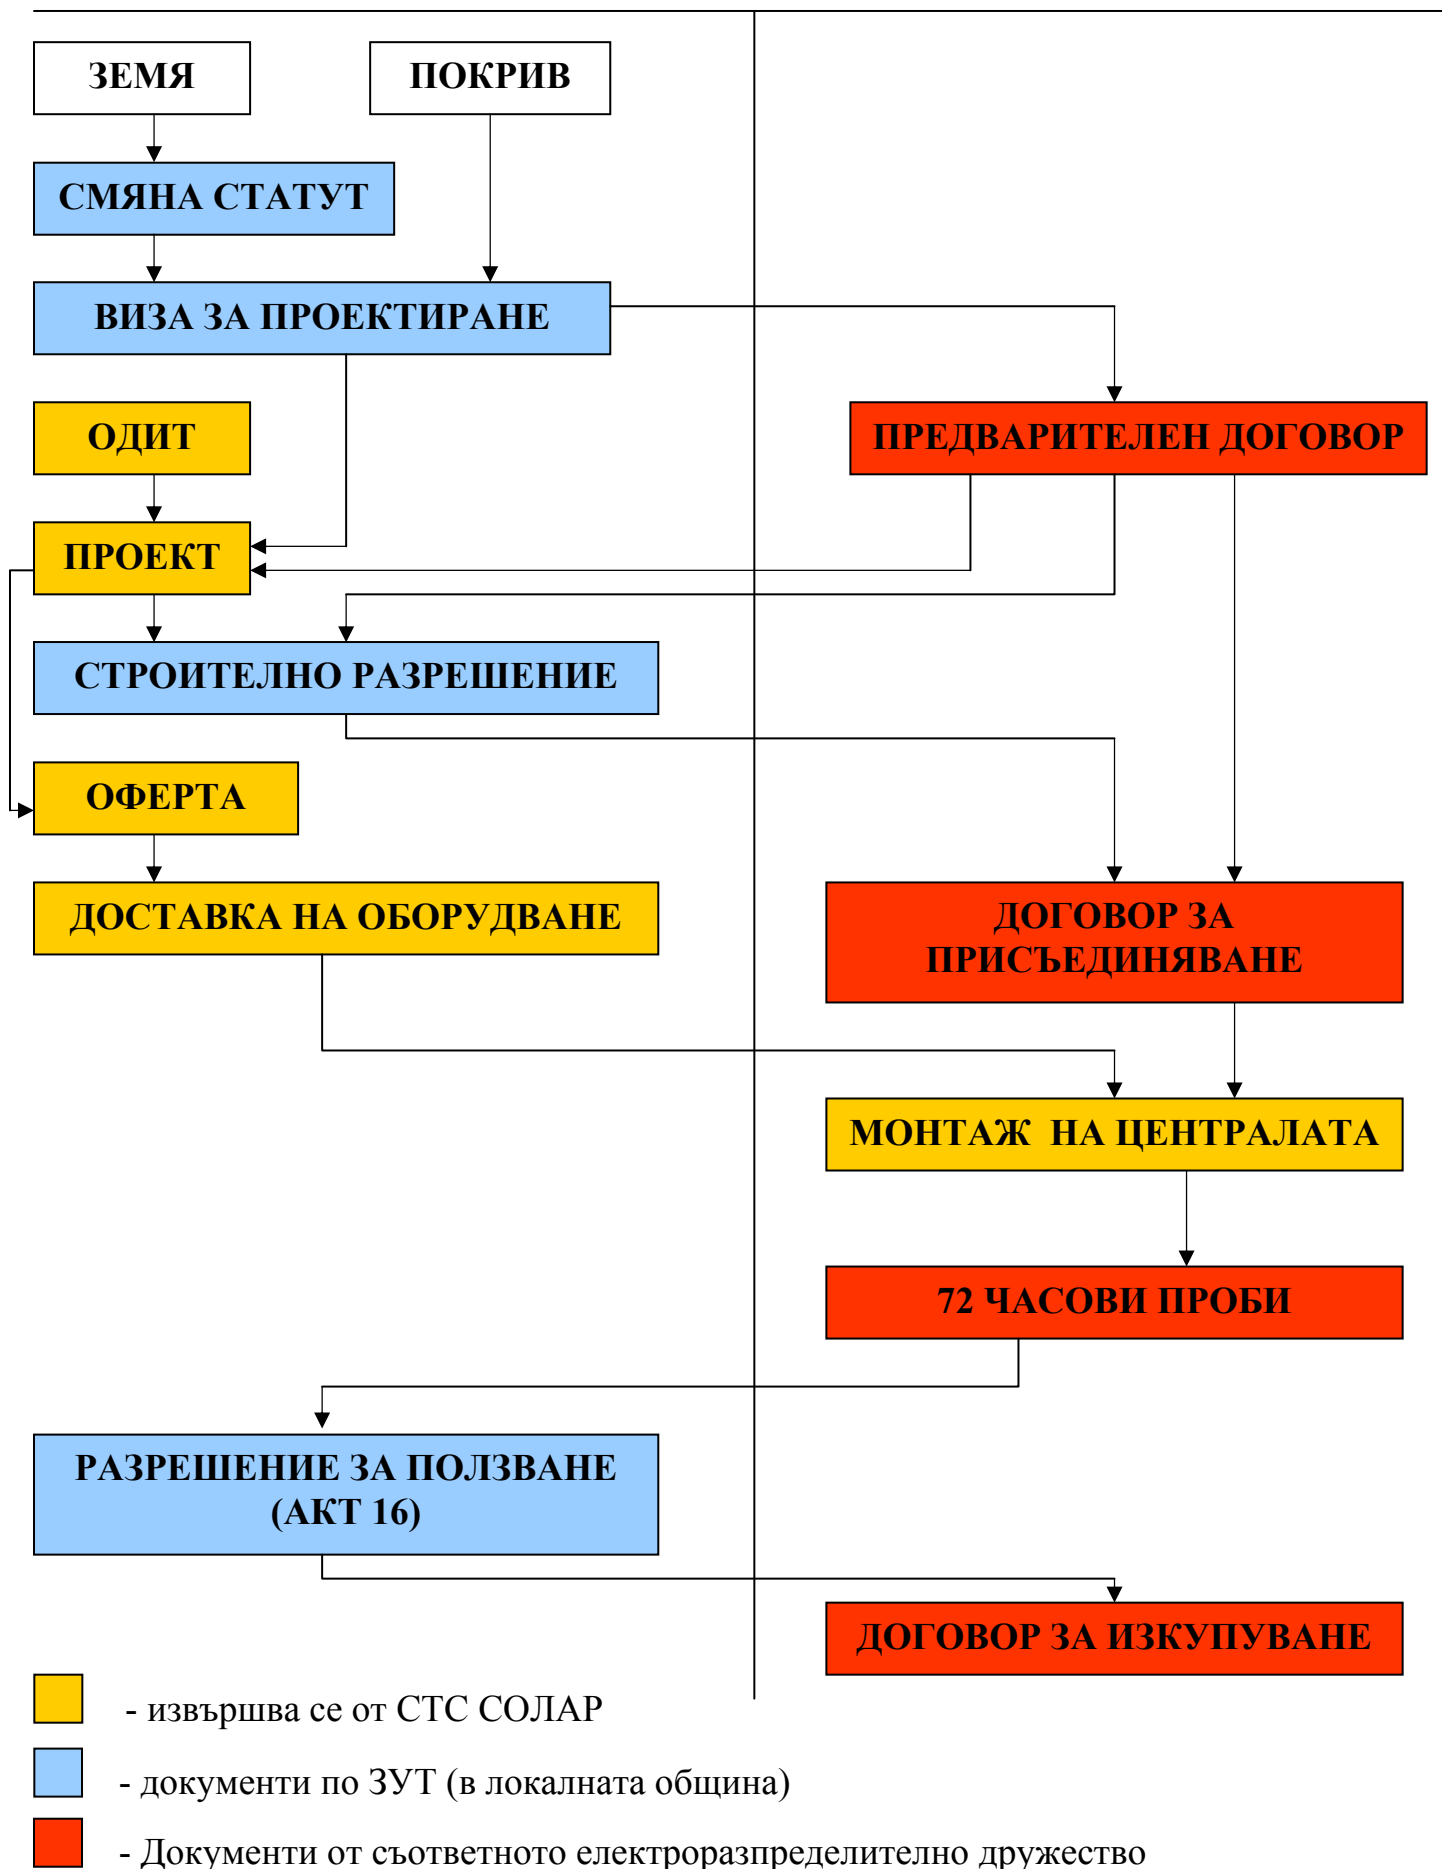 ЗЕМЯ
ПОКРИВ
СМЯНА СТАТУТ
ВИЗА ЗА ПРОЕКТИРАНЕ
ОДИТ
ПРЕДВАРИТЕЛЕН ДОГОВОР
ПРОЕКТ
СТРОИТЕЛНО РАЗРЕШЕНИЕ
ОФЕРТА
ДОСТАВКА НА ОБОРУДВАНЕ
ДОГОВОР ЗА
ПРИСЪЕДИНЯВАНЕ
МОНТАЖ НА ЦЕНТРАЛАТА
72 ЧАСОВИ ПРОБИ
РАЗРЕШЕНИЕ ЗА ПОЛЗВАНЕ
(АКТ 16)
ДОГОВОР ЗА ИЗКУПУВАНЕ
- извършва се от СТС СОЛАР
- документи по ЗУТ (в локалната община)
- Документи от съответното електроразпределително дружество